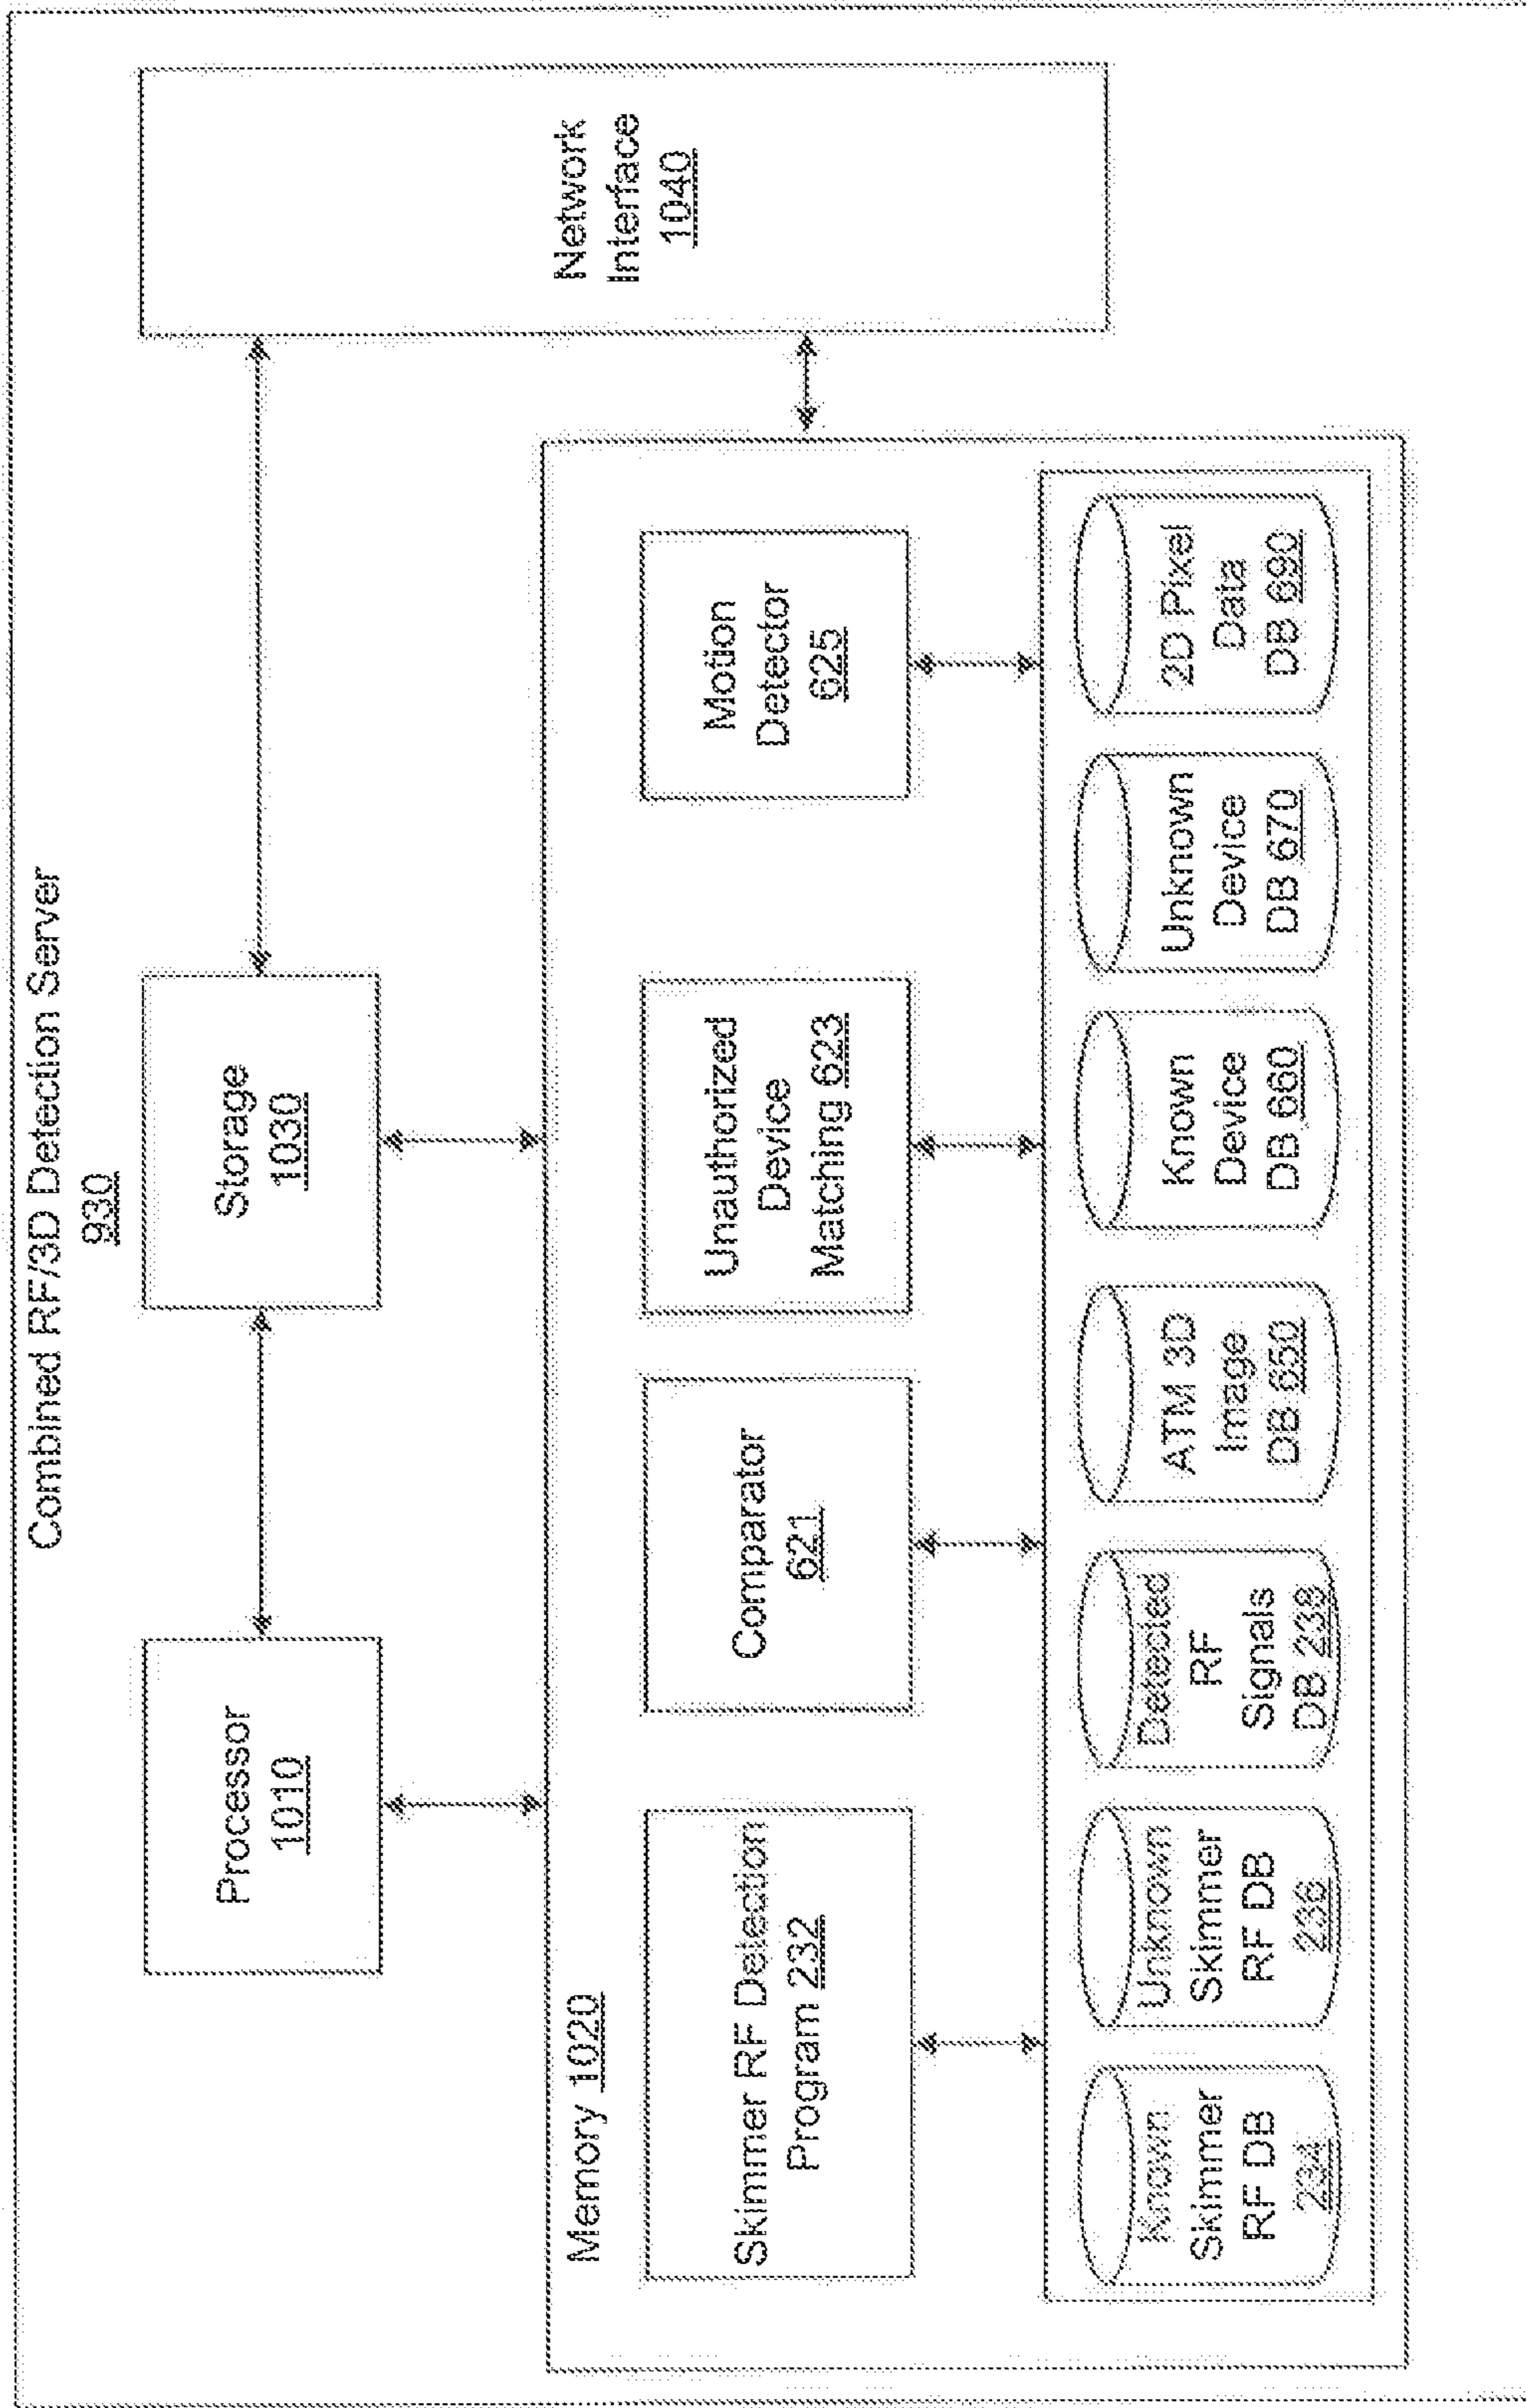 Combined RF/3D Detection Server
930
Processor
1010
Storage
1030
Network
Interface
1040
Memory 1020
Skimmer RF Detection
Program 232
Comparator
621
Unauthorized
Device
Matching 623
Motion
Detector
625
Known
Skimmer
RF DB
234
Unknown
Skimmer
RF DB
236
Detected
RF
Signals
DB 238
ATM 3D
Image
DB 650
Known
Device
DB 660
Unknown
Device
DB 670
2D Pixel
Data
DB 690